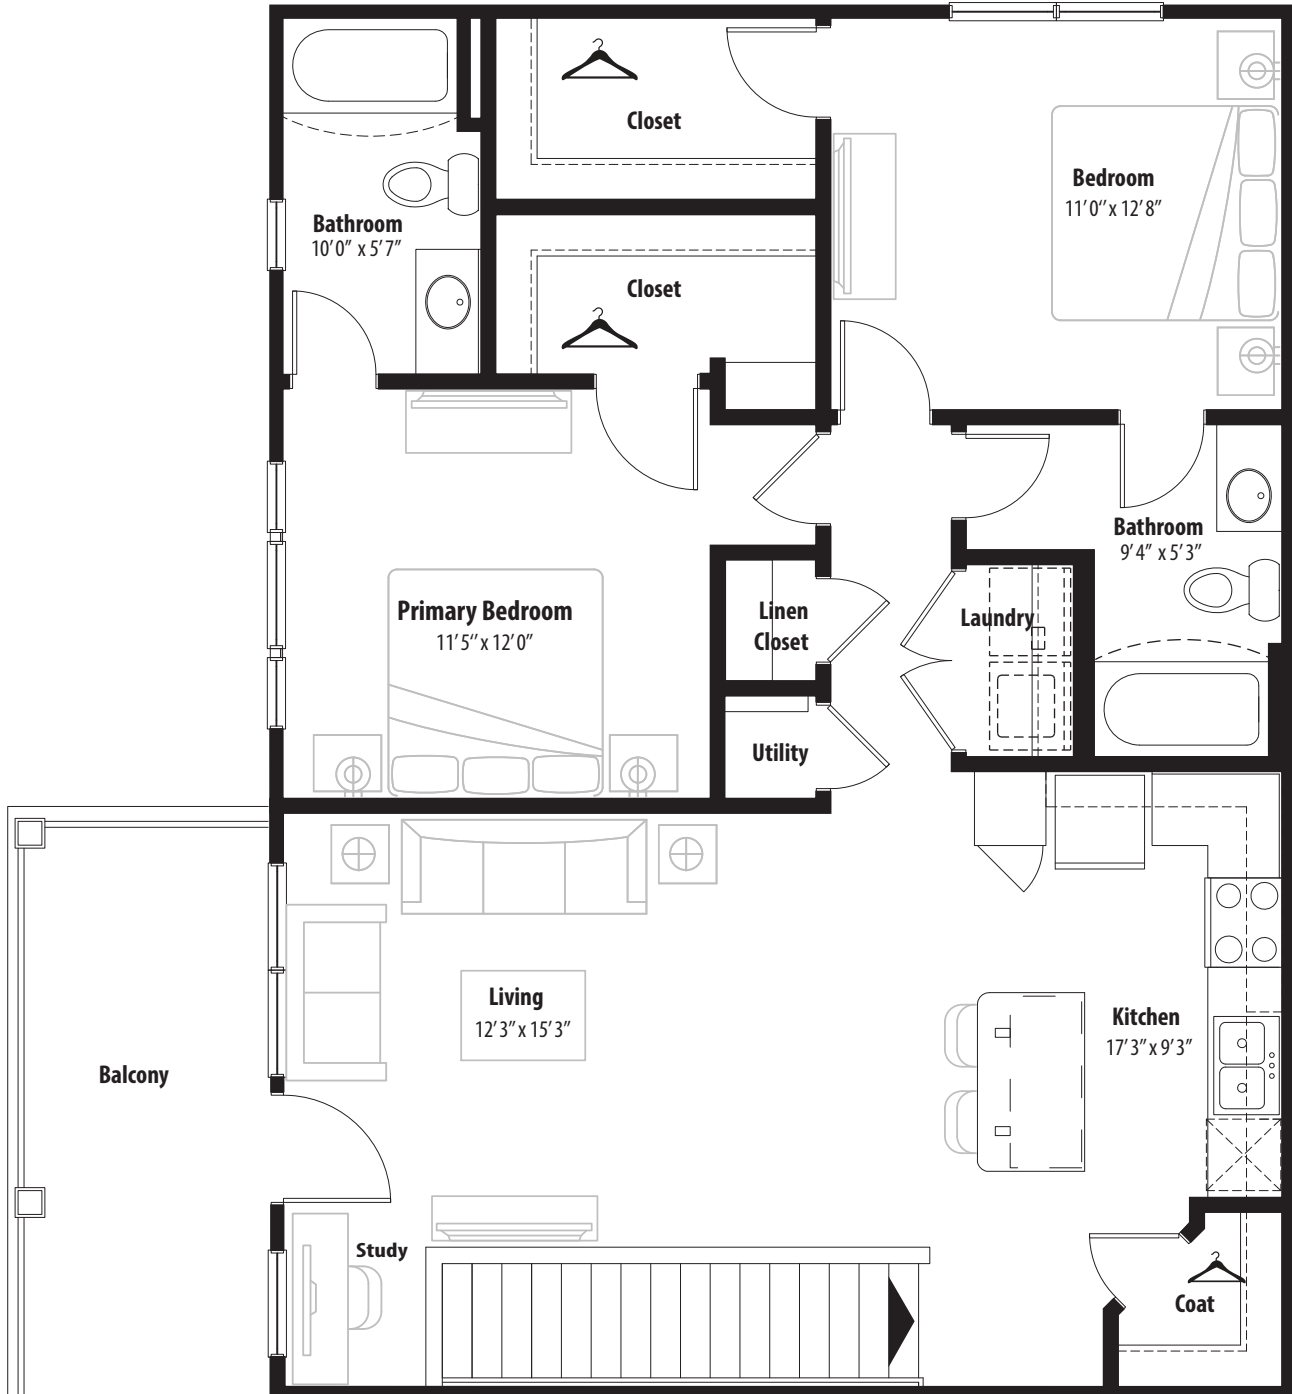 Closet
Bedroom
11'0" x 12'8"
Bathroom
10'0" x 5'7"
Closet
Bathroom
9'4" x 5'3"
Primary Bedroom
11'5" x 12'0"
Linen
Closet
Laundry
Utility
Living
12'3" x 15'3"
Kitchen
17'3" x 9'3"
Balcony
Study
Coat